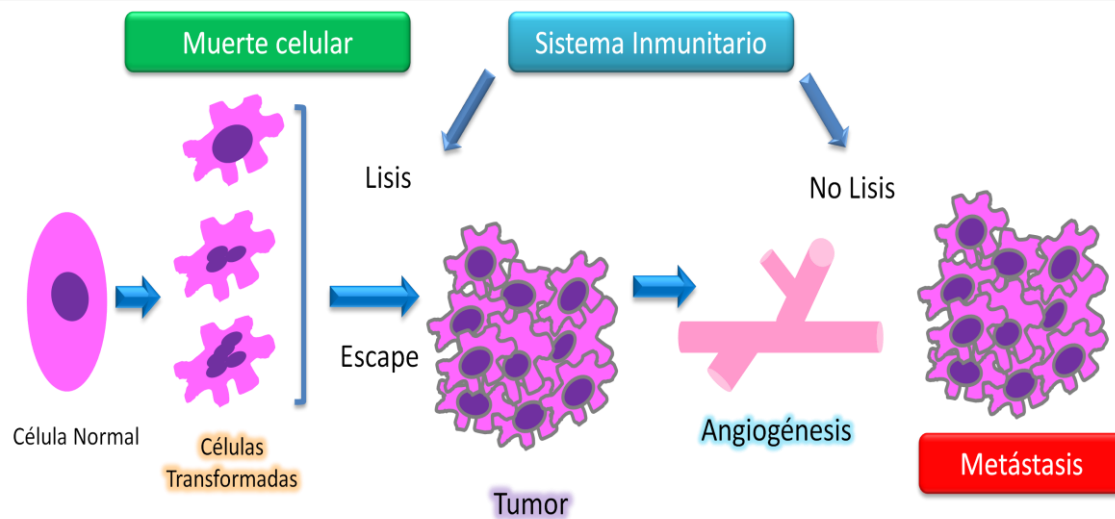 Muerte celular
Sistema Inmunitario
Lisis
No Lisis
Escape
Célula Normal
Células
Transformadas
Tumor
Angiogénesis
Metástasis